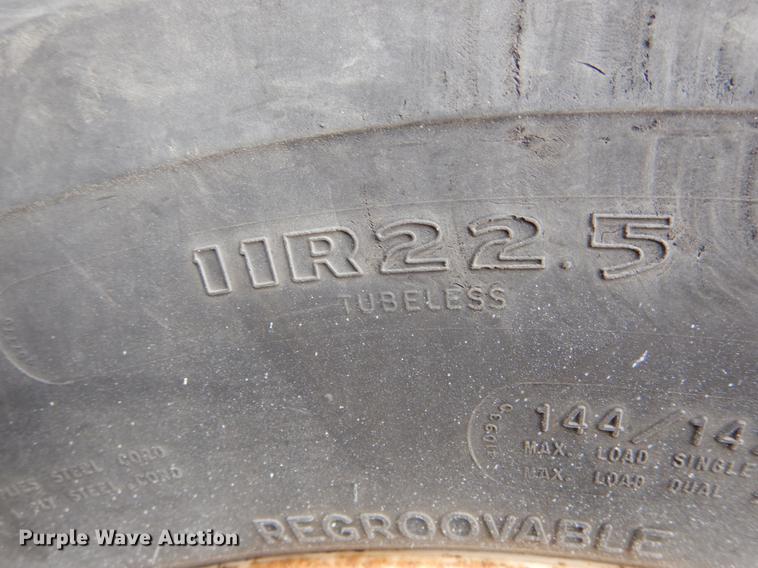 11R22.5
TUBELESS
144/14
MAX. LOAD SINGLE
MAX. LOAD DUAL
STEEL CORD
STEEL CORD
REGROOVABLE
Purple Wave Auction®